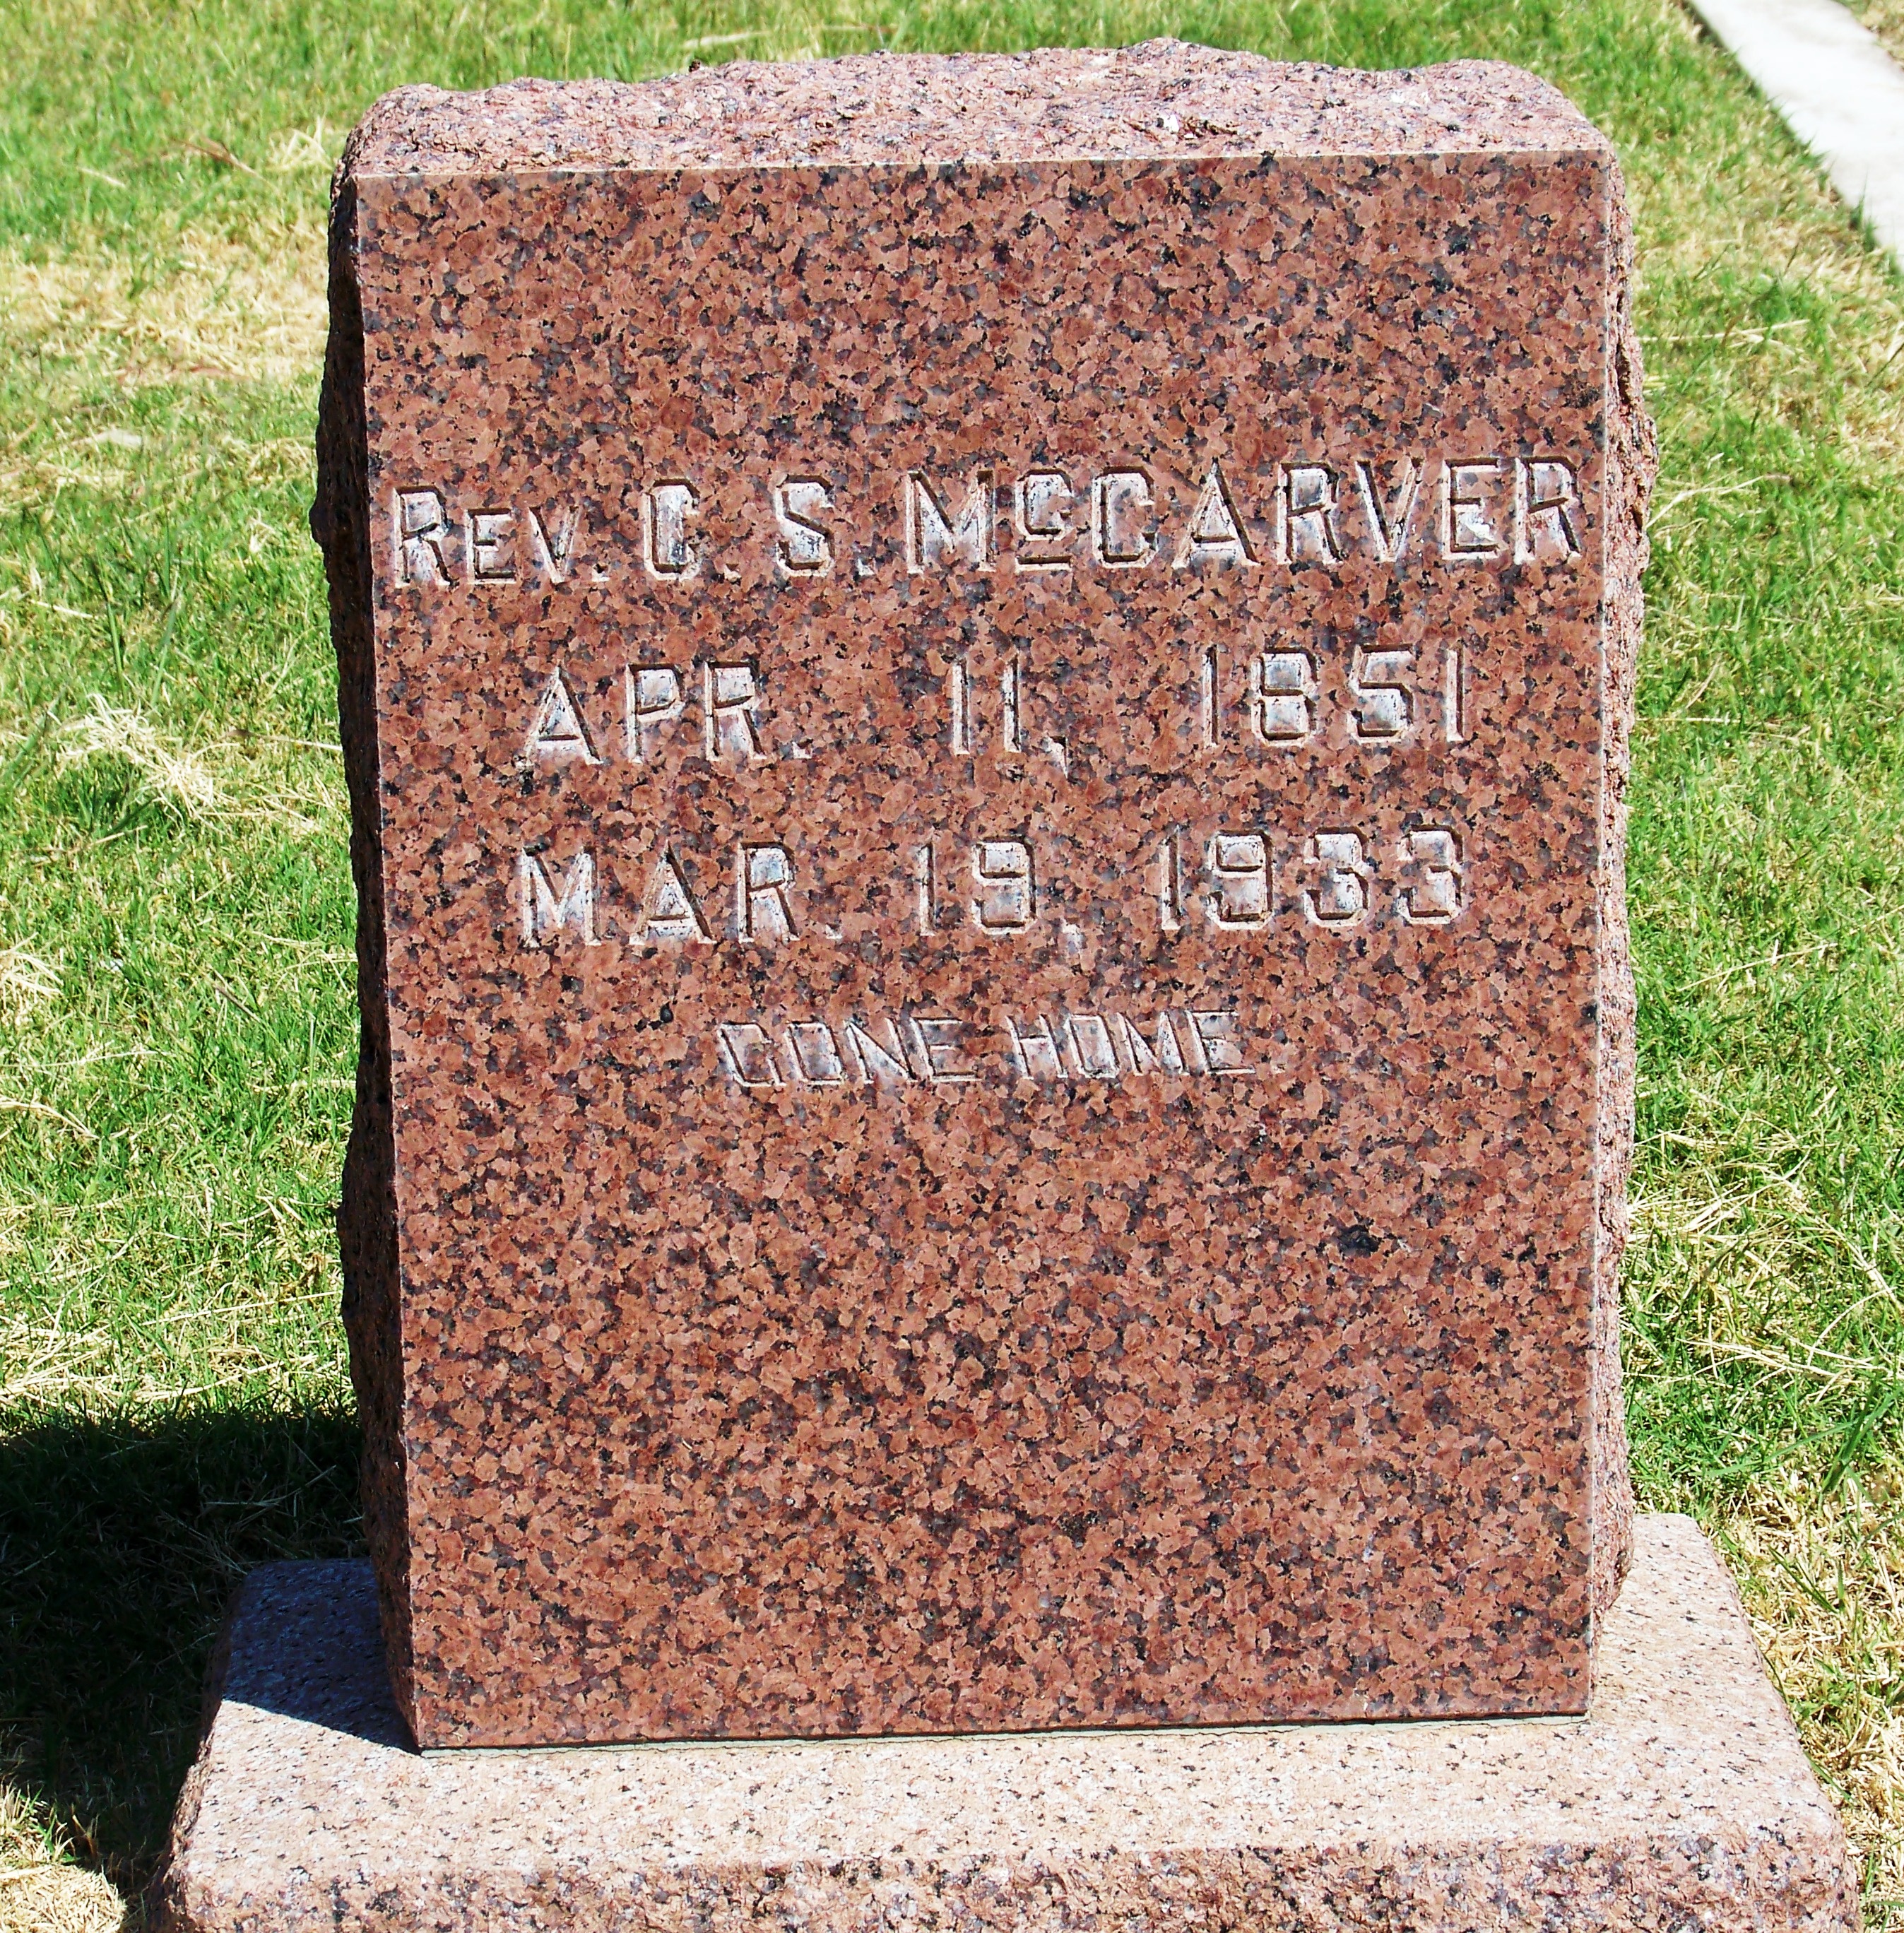 REV. C. S. McCARVER
APR. 11, 1851
MAR. 19, 1933
GONE HOME.